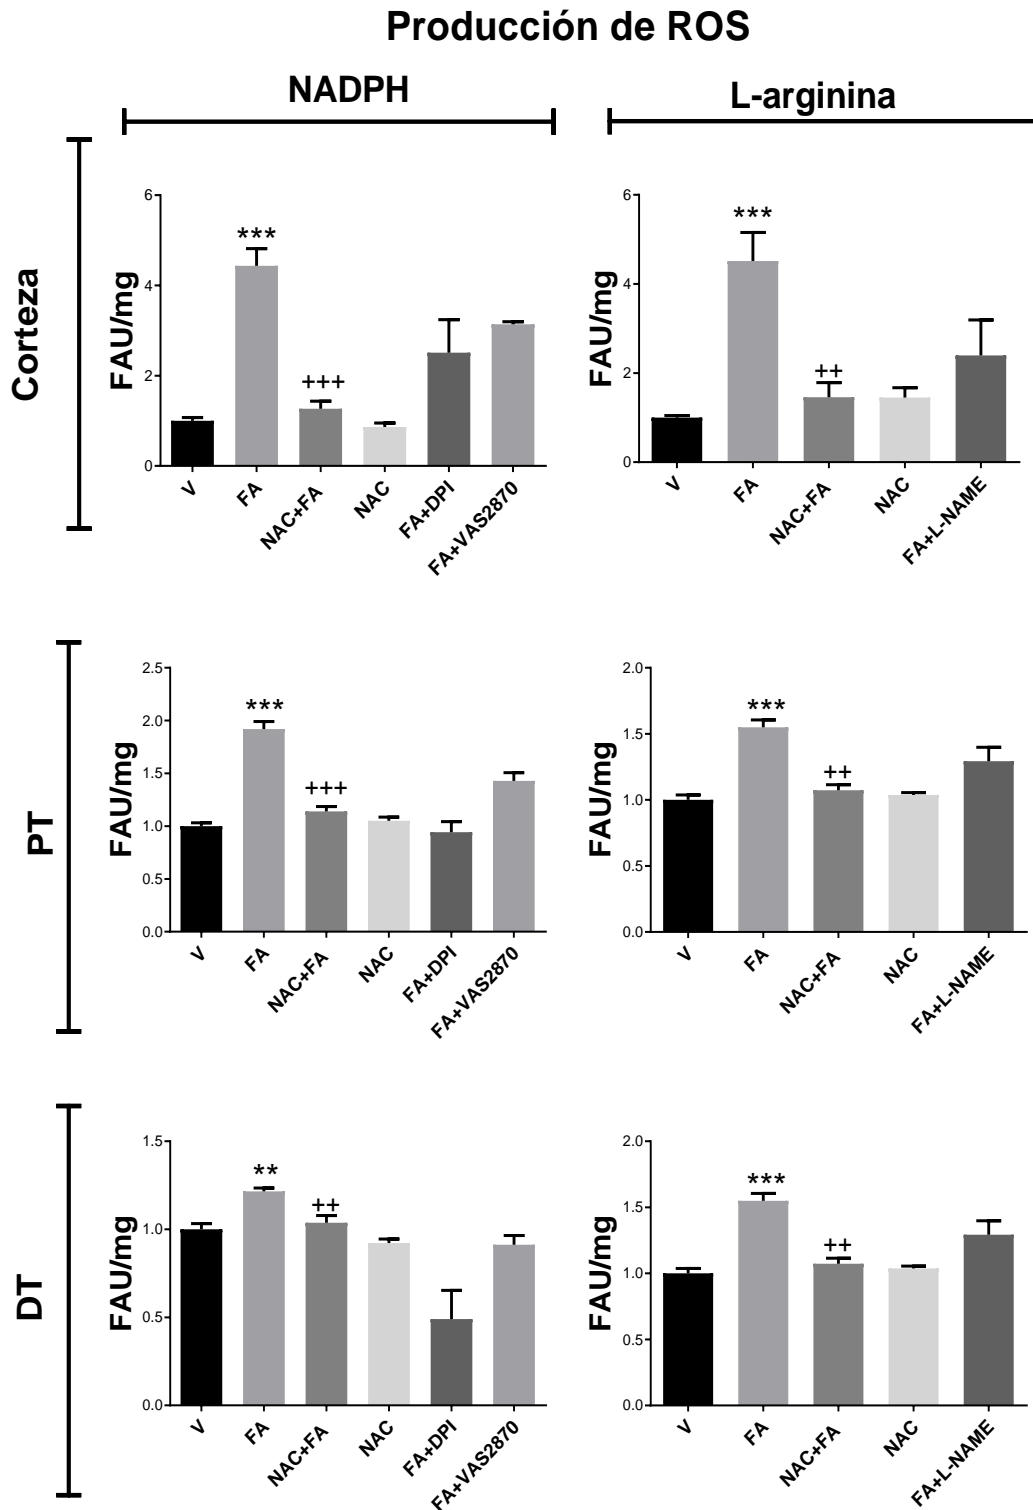 Producción de ROS
NADPH
L-arginina
Corteza
FAU/mg
6
4
2
0
***
+++
V
FA
NAC+FA
NAC
FA+DPI
FA+VAS2870
FAU/mg
6
4
2
0
***
++
V
FA
NAC+FA
NAC
FA+L-NAME
PT
FAU/mg
2.5
2.0
1.5
1.0
0.5
0.0
***
+++
V
FA
NAC+FA
NAC
FA+DPI
FA+VAS2870
FAU/mg
2.0
1.5
1.0
0.5
0.0
***
++
V
FA
NAC+FA
NAC
FA+L-NAME
DT
FAU/mg
1.5
1.0
0.5
0.0
**
++
V
FA
NAC+FA
NAC
FA+DPI
FA+VAS2870
FAU/mg
2.0
1.5
1.0
0.5
0.0
***
++
V
FA
NAC+FA
NAC
FA+L-NAME